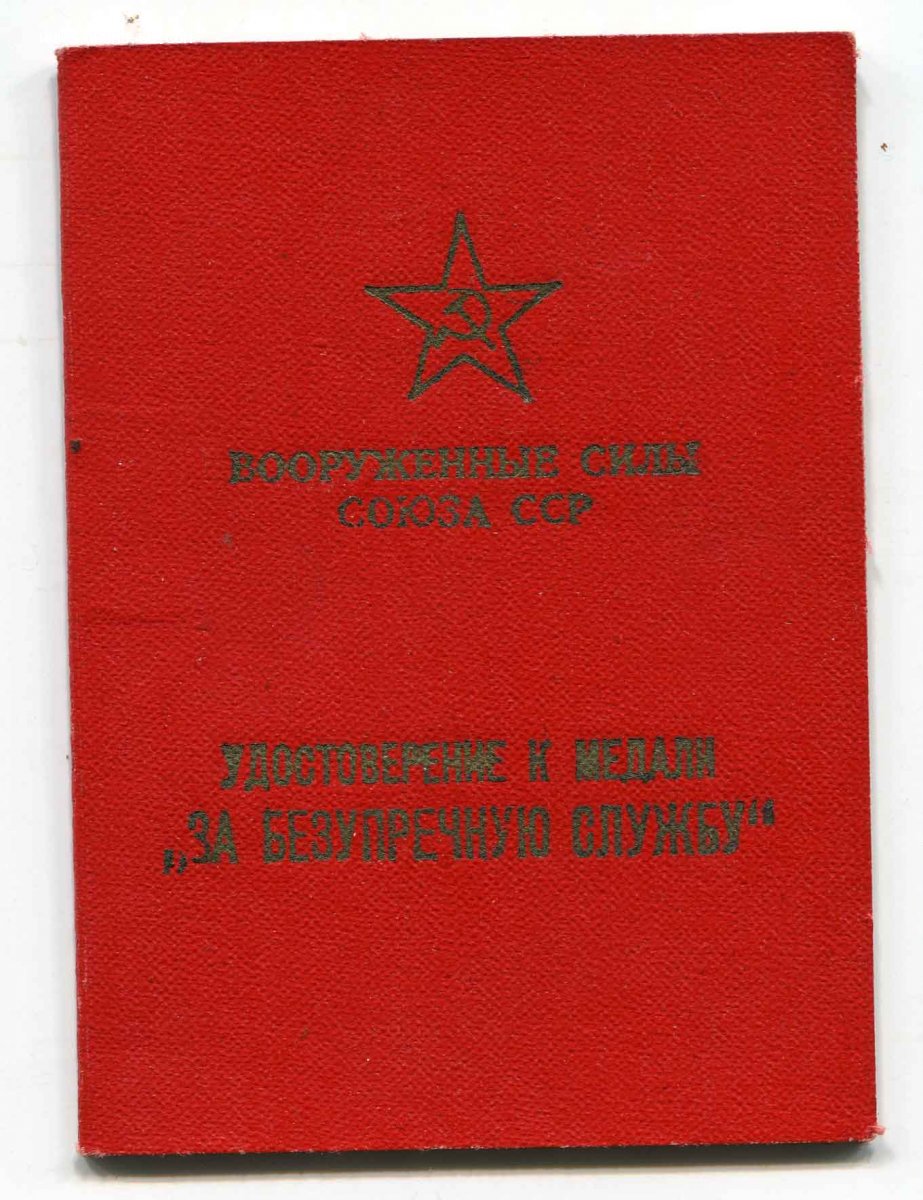 ВООРУЖЕННЫЕ СИЛЫ
СОЮЗА ССР
УДОСТОВЕРЕНИЕ К МЕДАЛИ
„ЗА БЕЗУПРЕЧНУЮ СЛУЖБУ“